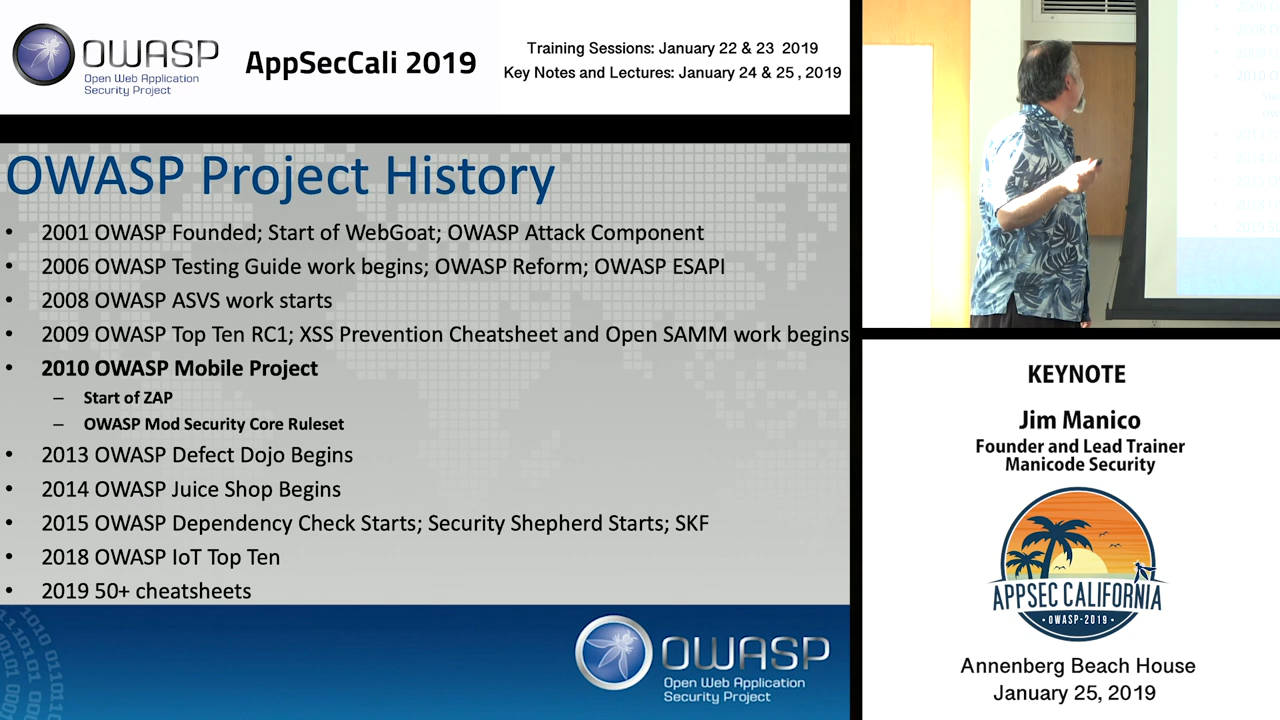 OWASP
Open Web Application
Security Project
AppSecCali 2019
Training Sessions: January 22 & 23 2019
Key Notes and Lectures: January 24 & 25 , 2019
OWASP Project History
• 2001 OWASP Founded; Start of WebGoat; OWASP Attack Component
• 2006 OWASP Testing Guide work begins; OWASP Reform; OWASP ESAPI
• 2008 OWASP ASVS work starts
• 2009 OWASP Top Ten RC1; XSS Prevention Cheatsheet and Open SAMM work begins
• 2010 OWASP Mobile Project
– Start of ZAP
– OWASP Mod Security Core Ruleset
• 2013 OWASP Defect Dojo Begins
• 2014 OWASP Juice Shop Begins
• 2015 OWASP Dependency Check Starts; Security Shepherd Starts; SKF
• 2018 OWASP IoT Top Ten
• 2019 50+ cheatsheets
OWASP
Open Web Application
Security Project
KEYNOTE
Jim Manico
Founder and Lead Trainer
Manicode Security
APPSEC CALIFORNIA
• OWASP-2019 •
Annenberg Beach House
January 25, 2019